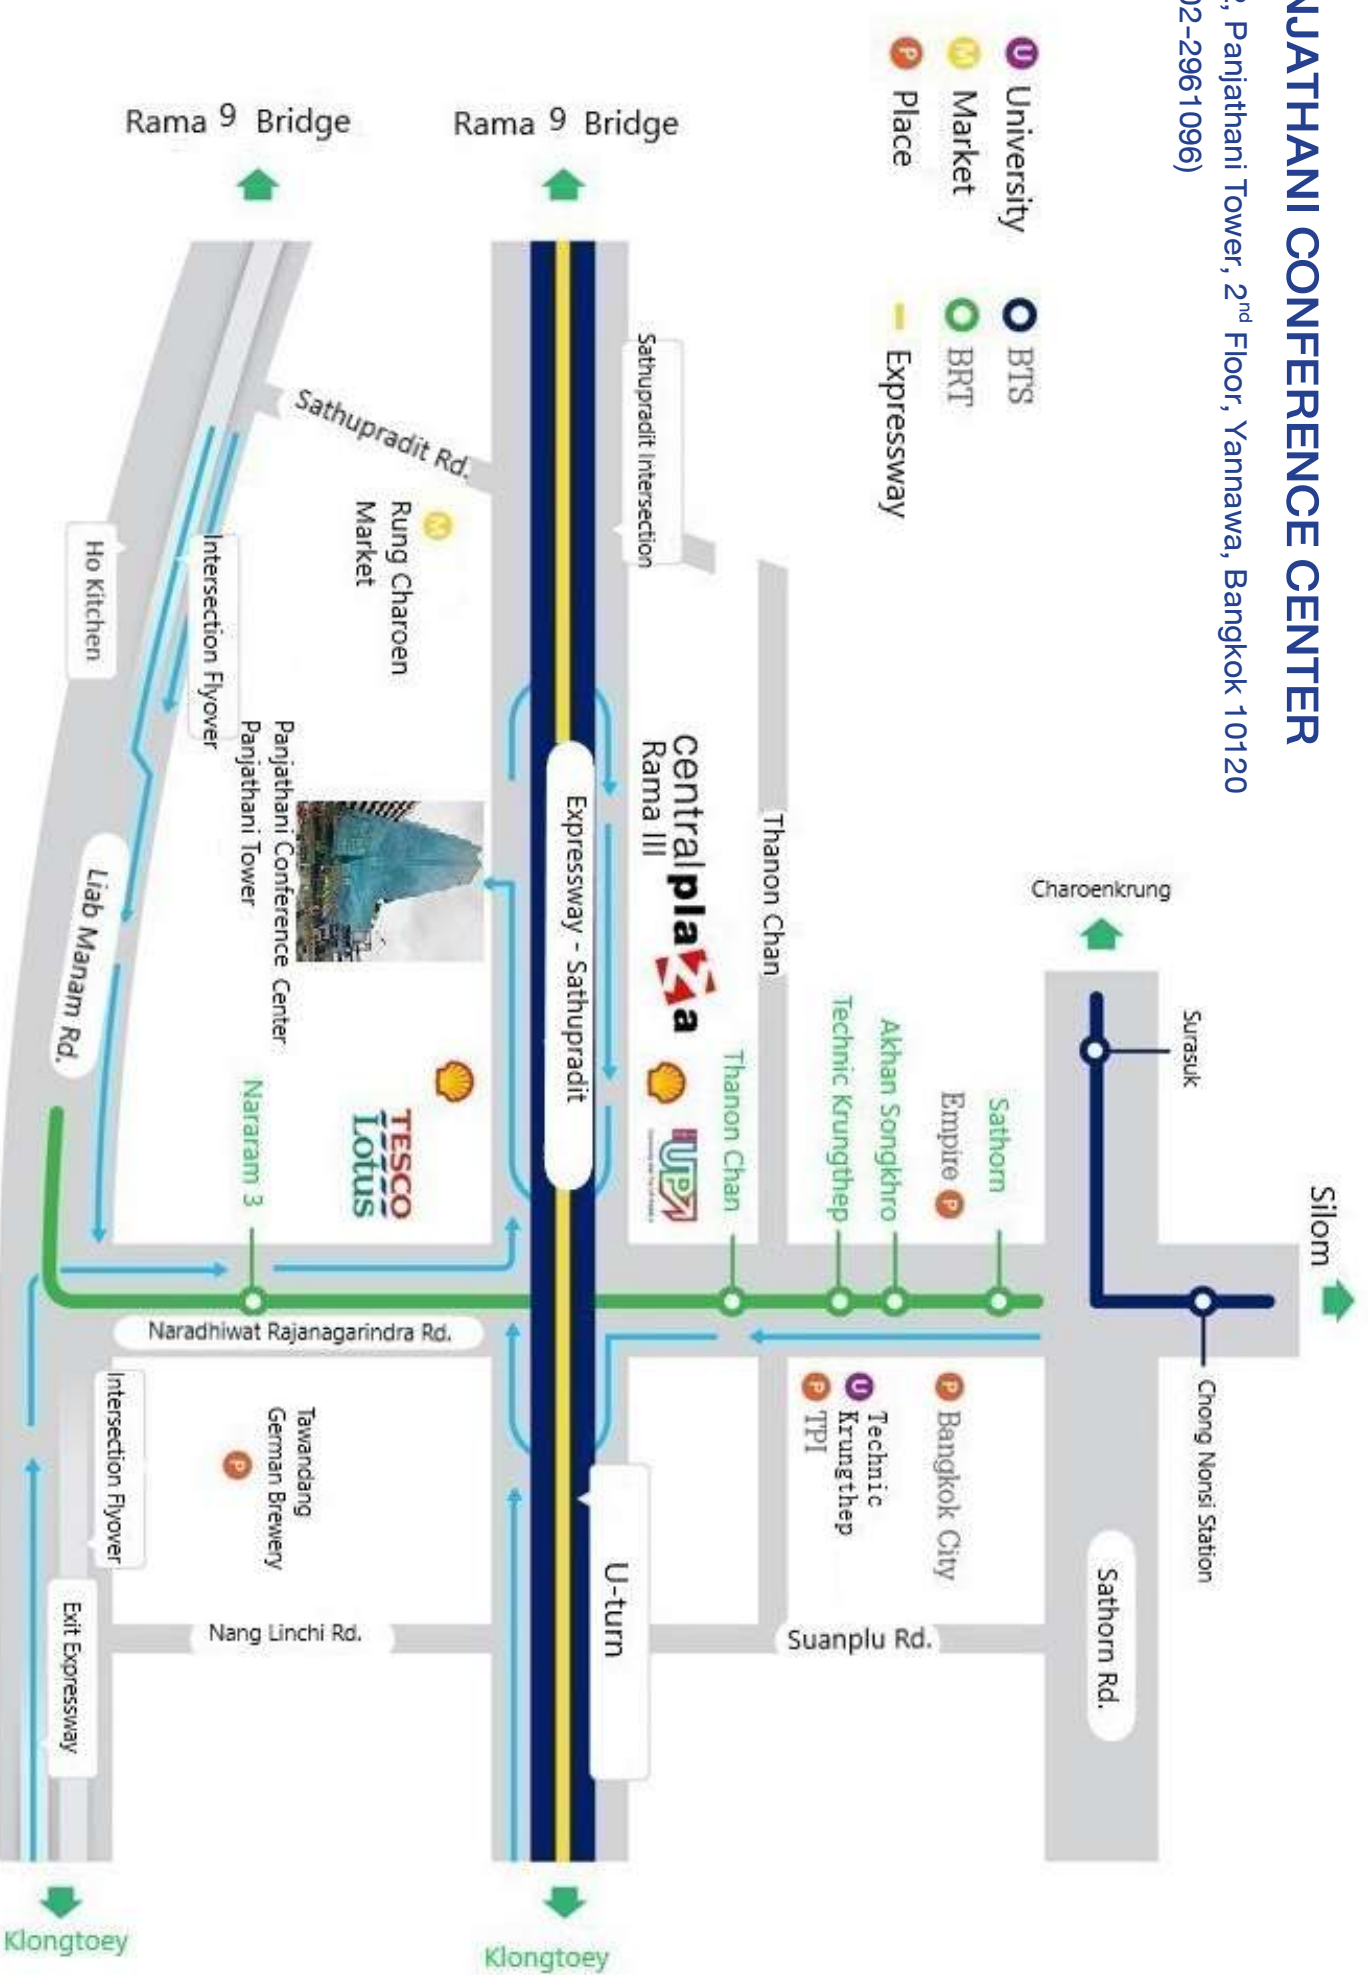 NJATHANI CONFERENCE CENTER
Panjathani Tower, 2nd Floor, Yannawa, Bangkok 10120
02-2961096)
U University
M Market
P Place
BTS
BRT
Expressway
Silom
Surasuk
Chong Nonsi Station
Charoenkrung
Sathorn Rd.
Sathorn
Empire P
Akhan Songkhro
Technic Krungthep
Thanon Chan
Thanon Chan
P Bangkok City
U Technic
Krungthep
P TPI
Suanplu Rd.
Sathupradit Intersection
centralplaza
Rama III
UP
U-turn
Rama 9 Bridge
Expressway - Sathupradit
Klongtoey
Sathupradit Rd.
M
Rung Charoen
Market
TESCO
Lotus
Panjathani Conference Center
Panjathani Tower
Nararam 3
Naradhiwat Rajanagarindra Rd.
Tawandang
German Brewery
P
Nang Linchi Rd.
Rama 9 Bridge
Intersection Flyover
Ho Kitchen
Liab Manam Rd.
Intersection Flyover
Exit Expressway
Klongtoey